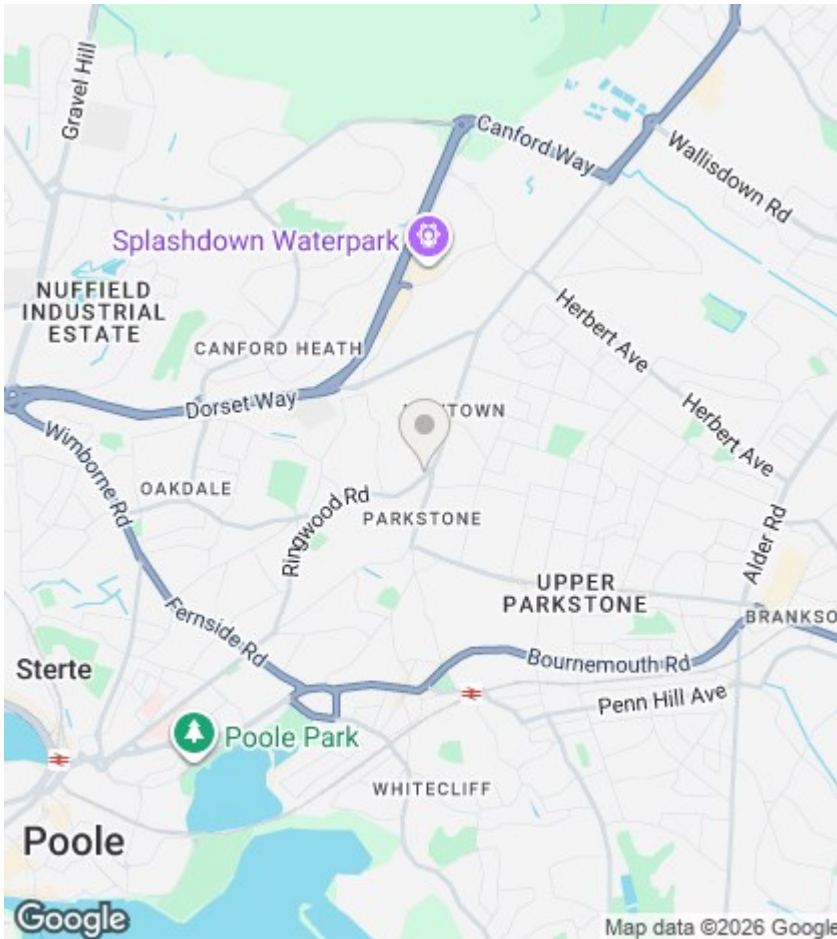 Gravel Hill
Canford Way
Wallisdown Rd
Splashdown Waterpark
NUFFIELD
INDUSTRIAL
ESTATE
Herbert Ave
CANFORD HEATH
Dorset Way
Herbert Ave
Wimborne Rd
OAKDALE
Ringwood Rd
PARKSTONE
Alder Rd
UPPER
PARKSTONE
BRANKSO
Fernside Rd
Bournemouth Rd
Sterte
Penn Hill Ave
Poole Park
WHITECLIFF
Poole
Google
Map data ©2026 Google